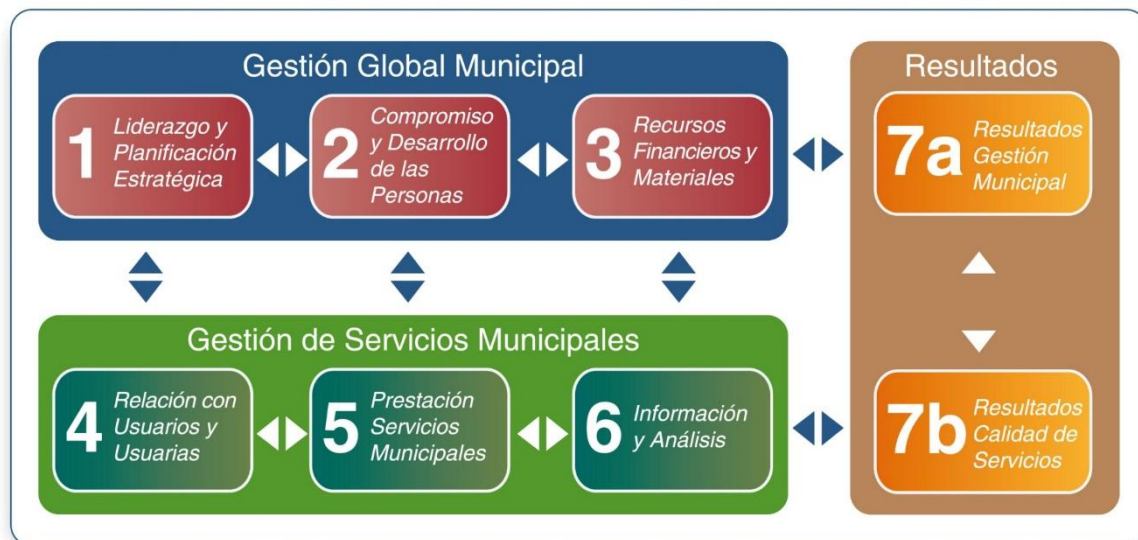 Gestión Global Municipal
1
Liderazgo y
Planificación
Estratégica
2
Compromiso
y Desarrollo
de las
Personas
3
Recursos
Financieros y
Materiales
Resultados
7a
Resultados
Gestión
Municipal
Gestión de Servicios Municipales
4
Relación con
Usuarios y
Usuarias
5
Prestación
Servicios
Municipales
6
Información
y Análisis
7b
Resultados
Calidad de
Servicios